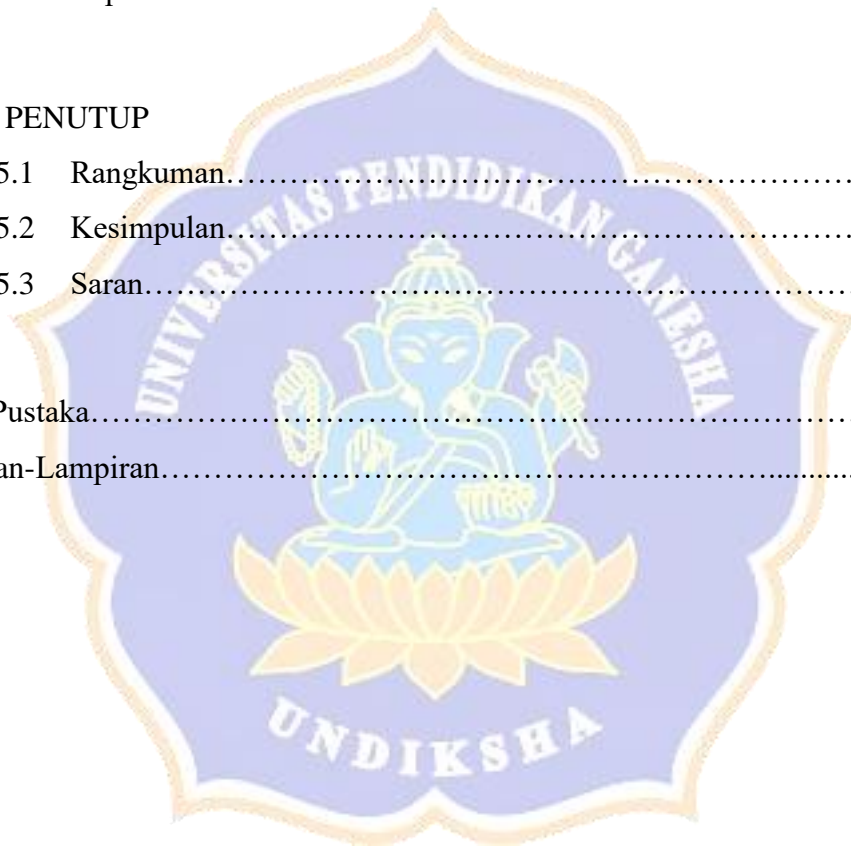 PENUTUP
5.1 Rangkuman
5.2 Kesimpulan
5.3 Saran
Pustaka
an-Lampiran
UNIVERSITAS PENDIDIKAN GANESHA
UNDIKSHA